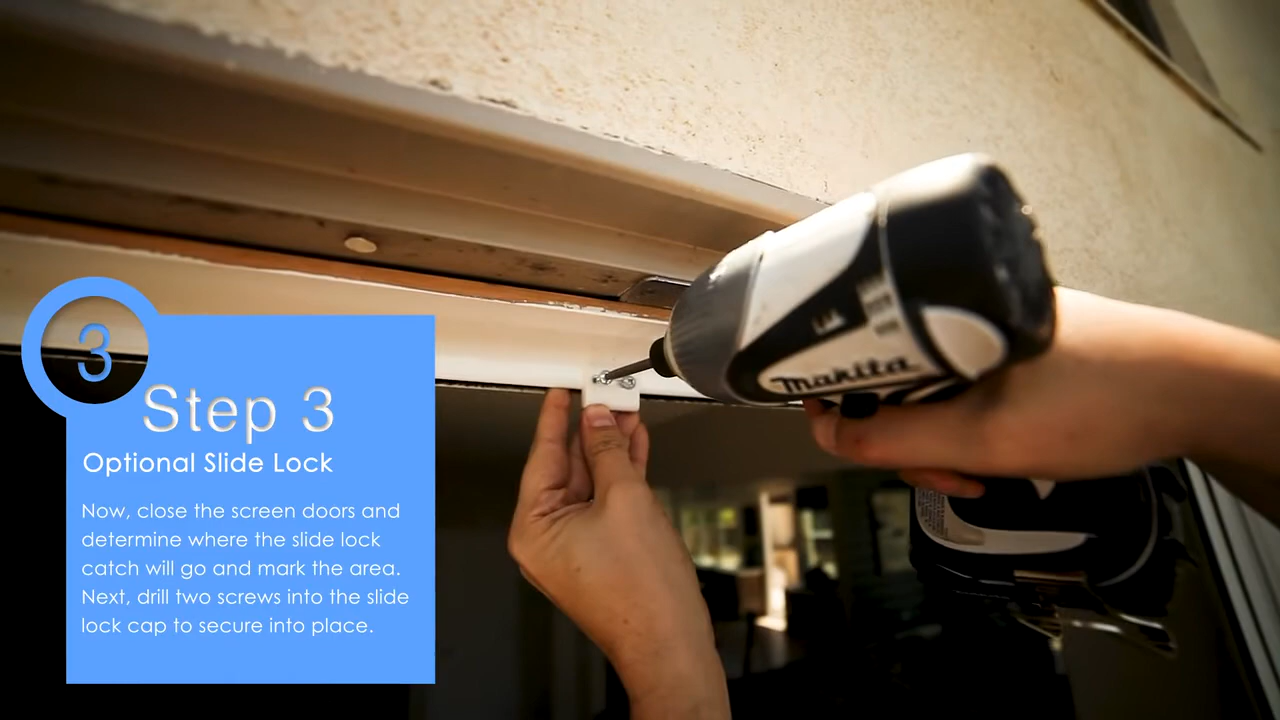 3
Step 3
Optional Slide Lock
Now, close the screen doors and
determine where the slide lock
catch will go and mark the area.
Next, drill two screws into the slide
lock cap to secure into place.
makita